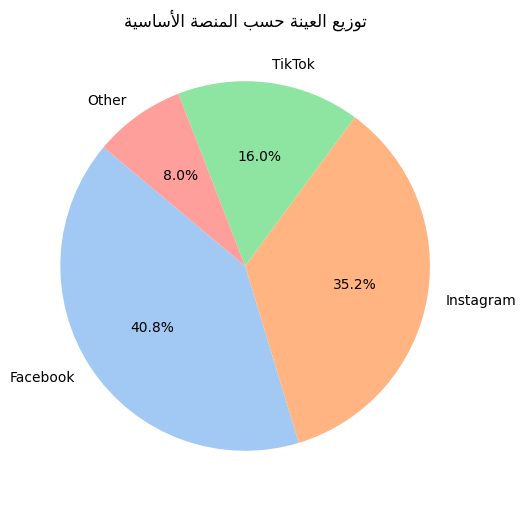 توزيع العينة حسب المنصة الأساسية
TikTok
Other
16.0%
8.0%
35.2%
Instagram
40.8%
Facebook